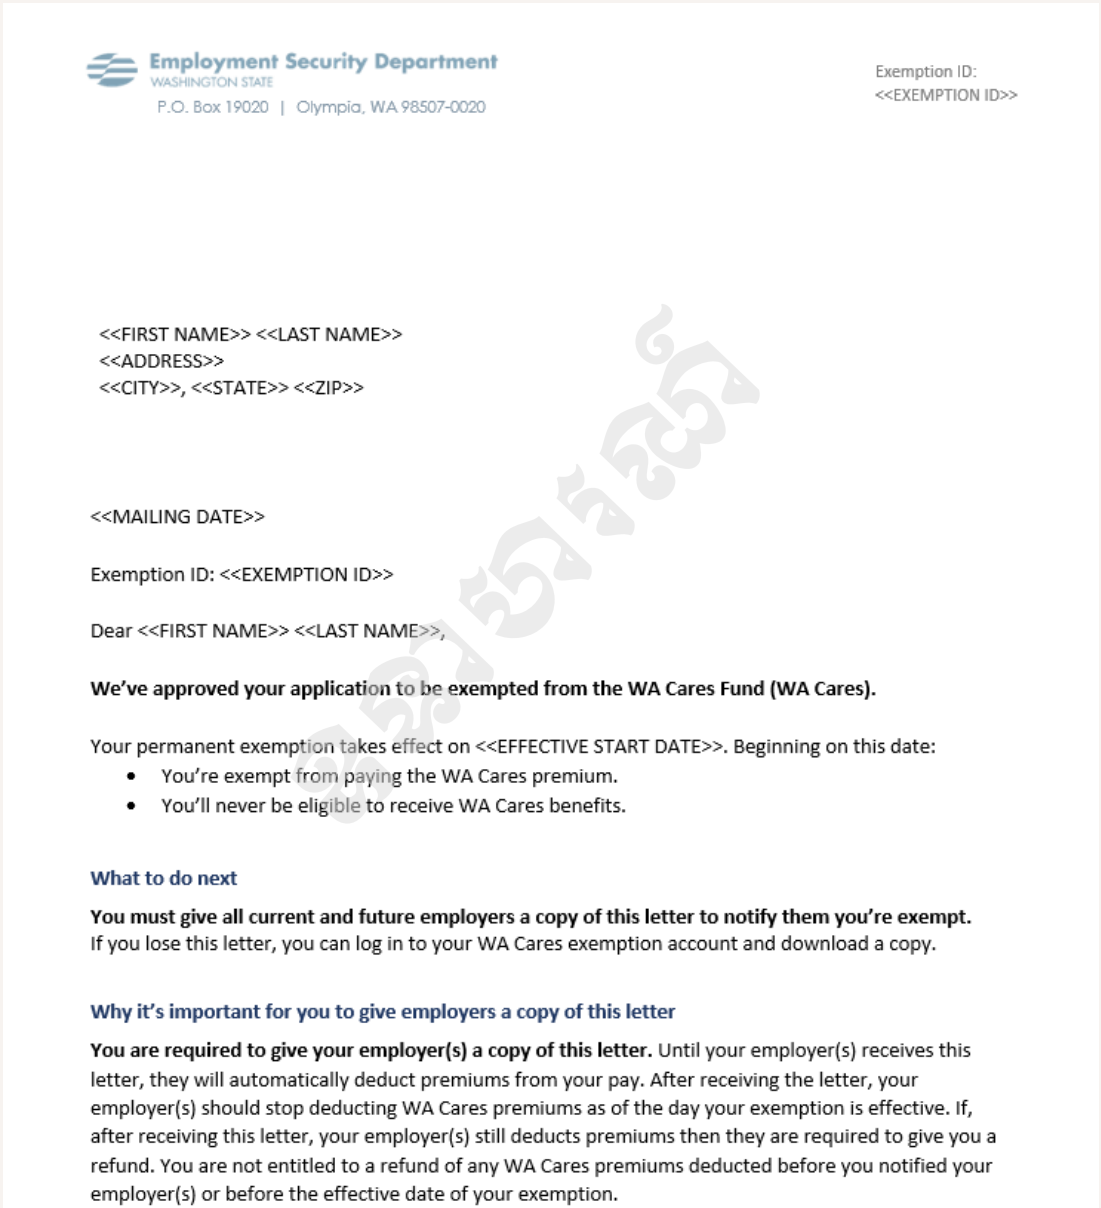 Employment Security Department
WASHINGTON STATE
P.O. Box 19020 | Olympia, WA 98507-0020
Exemption ID:
<<EXEMPTION ID>>
<<FIRST NAME>> <<LAST NAME>>
<<ADDRESS>>
<<CITY>>, <<STATE>> <<ZIP>>
<<MAILING DATE>>
Exemption ID: <<EXEMPTION ID>>
Dear <<FIRST NAME>> <<LAST NAME>>,
We’ve approved your application to be exempted from the WA Cares Fund (WA Cares).
Your permanent exemption takes effect on <<EFFECTIVE START DATE>>. Beginning on this date:
• You’re exempt from paying the WA Cares premium.
• You’ll never be eligible to receive WA Cares benefits.
What to do next
You must give all current and future employers a copy of this letter to notify them you’re exempt.
If you lose this letter, you can log in to your WA Cares exemption account and download a copy.
Why it’s important for you to give employers a copy of this letter
You are required to give your employer(s) a copy of this letter. Until your employer(s) receives this
letter, they will automatically deduct premiums from your pay. After receiving the letter, your
employer(s) should stop deducting WA Cares premiums as of the day your exemption is effective. If,
after receiving this letter, your employer(s) still deducts premiums then they are required to give you a
refund. You are not entitled to a refund of any WA Cares premiums deducted before you notified your
employer(s) or before the effective date of your exemption.